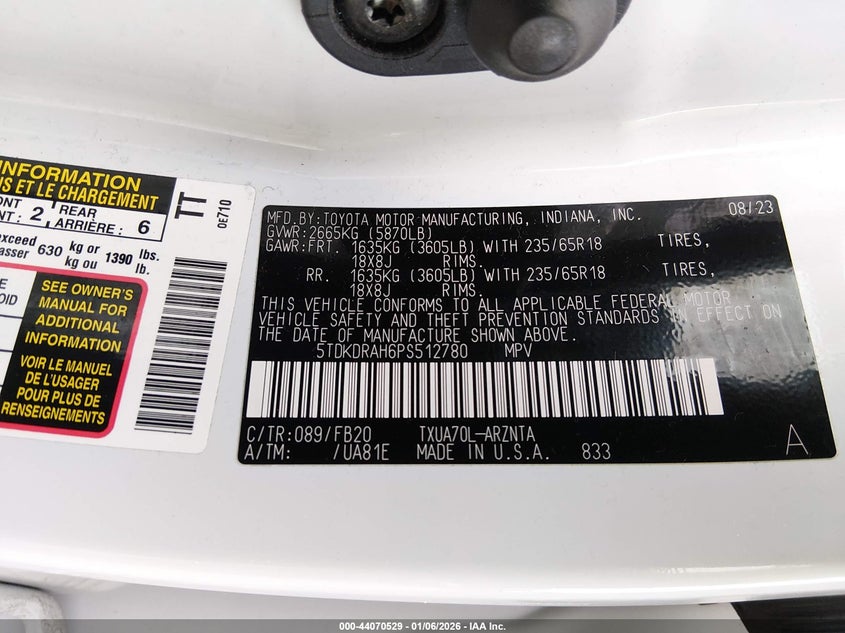 INFORMATION
IS ET LE CHARGEMENT
ONT
NT : 2
REAR
ARRIÈRE : 6
exceed
asser 630 kg or 1390 lbs.
kg ou lb.
E
OID
SEE OWNER'S
MANUAL FOR
ADDITIONAL
INFORMATION
VOIR LE MANUEL
DE L'USAGER
POUR PLUS DE
RENSEIGNEMENTS
TT
0E710
MFD.BY:TOYOTA MOTOR MANUFACTURING, INDIANA, INC. 08/23
GVWR:2665KG (5870LB)
GAWR:FRT. 1635KG (3605LB) WITH 235/65R18 TIRES,
18X8J RIMS.
RR. 1635KG (3605LB) WITH 235/65R18 TIRES,
18X8J RIMS.
THIS VEHICLE CONFORMS TO ALL APPLICABLE FEDERAL MOTOR
VEHICLE SAFETY AND THEFT PREVENTION STANDARDS IN EFFECT ON
THE DATE OF MANUFACTURE SHOWN ABOVE.
5TDKDRAH6PS512780 MPV
C/TR:089/FB20 TXUA70L-ARZNTA
A/TM: /UA81E MADE IN U.S.A. 833 A
000-44070529 - 01/06/2026 - IAA Inc.